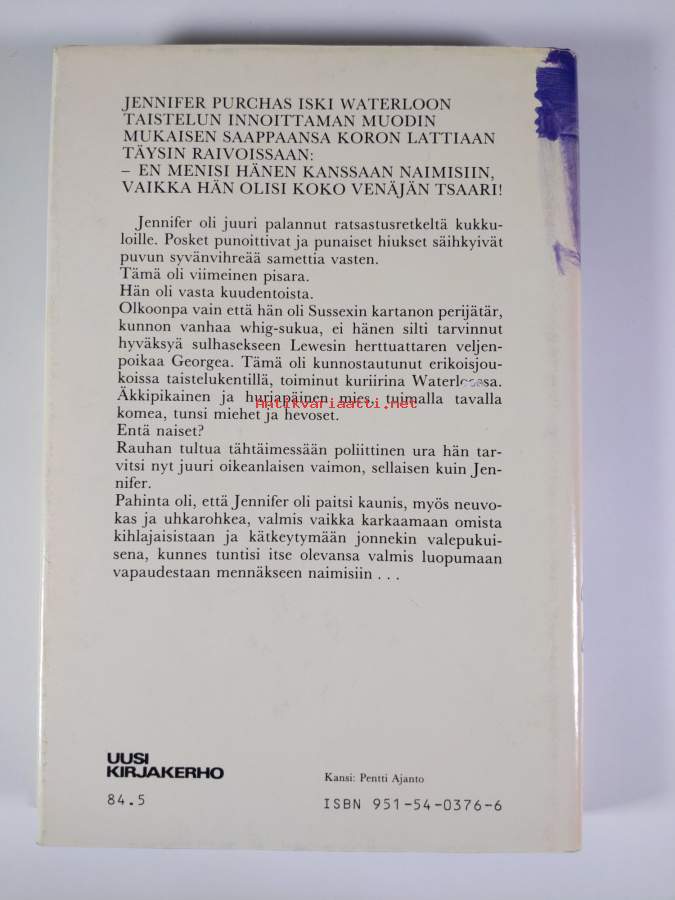 JENNIFER PURCHAS ISKI WATERLOON
TAISTELUN INNOITTAMAN MUODIN
MUKAISEN SAAPPAANSA KORON LATTIAAN
TÄYSIN RAIVOISSAAN:
– EN MENISI HÄNEN KANSSAAN NAIMISIIN,
VAIKKA HÄN OLISI KOKO VENÄJÄN TSAARI!
Jennifer oli juuri palannut ratsastusretkeltä kukku-
loille. Posket punoittivat ja punaiset hiukset säihkyivät
puvun syvänvihreää samettia vasten.
Tämä oli viimeinen pisara.
Hän oli vasta kuudentoista.
Olkoonpa vain että hän oli Sussexin kartanon perijätär,
kunnon vanhaa whig-sukua, ei hänen silti tarvinnut
hyväksyä sulhasekseen Lewesin herttuattaren veljen-
poikaa Georgea. Tämä oli kunnostautunut erikoisjou-
koissa taistelukentillä, toiminut kuriirina Waterloossa.
Äkkipikainen ja hurjapäinen mies, tuimalla tavalla
antikvariaatti.net
komea, tunsi miehet ja hevoset.
Entä naiset?
Rauhan tultua tähtäimessään poliittinen ura hän tar-
vitsi nyt juuri oikeanlaisen vaimon, sellaisen kuin Jen-
nifer.
Pahinta oli, että Jennifer oli paitsi kaunis, myös neuvo-
kas ja uhkarohkea, valmis vaikka karkaamaan omista
kihlajaisistaan ja kätkeytymään jonnekin valepukui-
sena, kunnes tuntisi itse olevansa valmis luopumaan
vapaudestaan mennäkseen naimisiin . . .
UUSI
KIRJAKERHO
Kansi: Pentti Ajanto
84.5
ISBN 951-54-0376-6